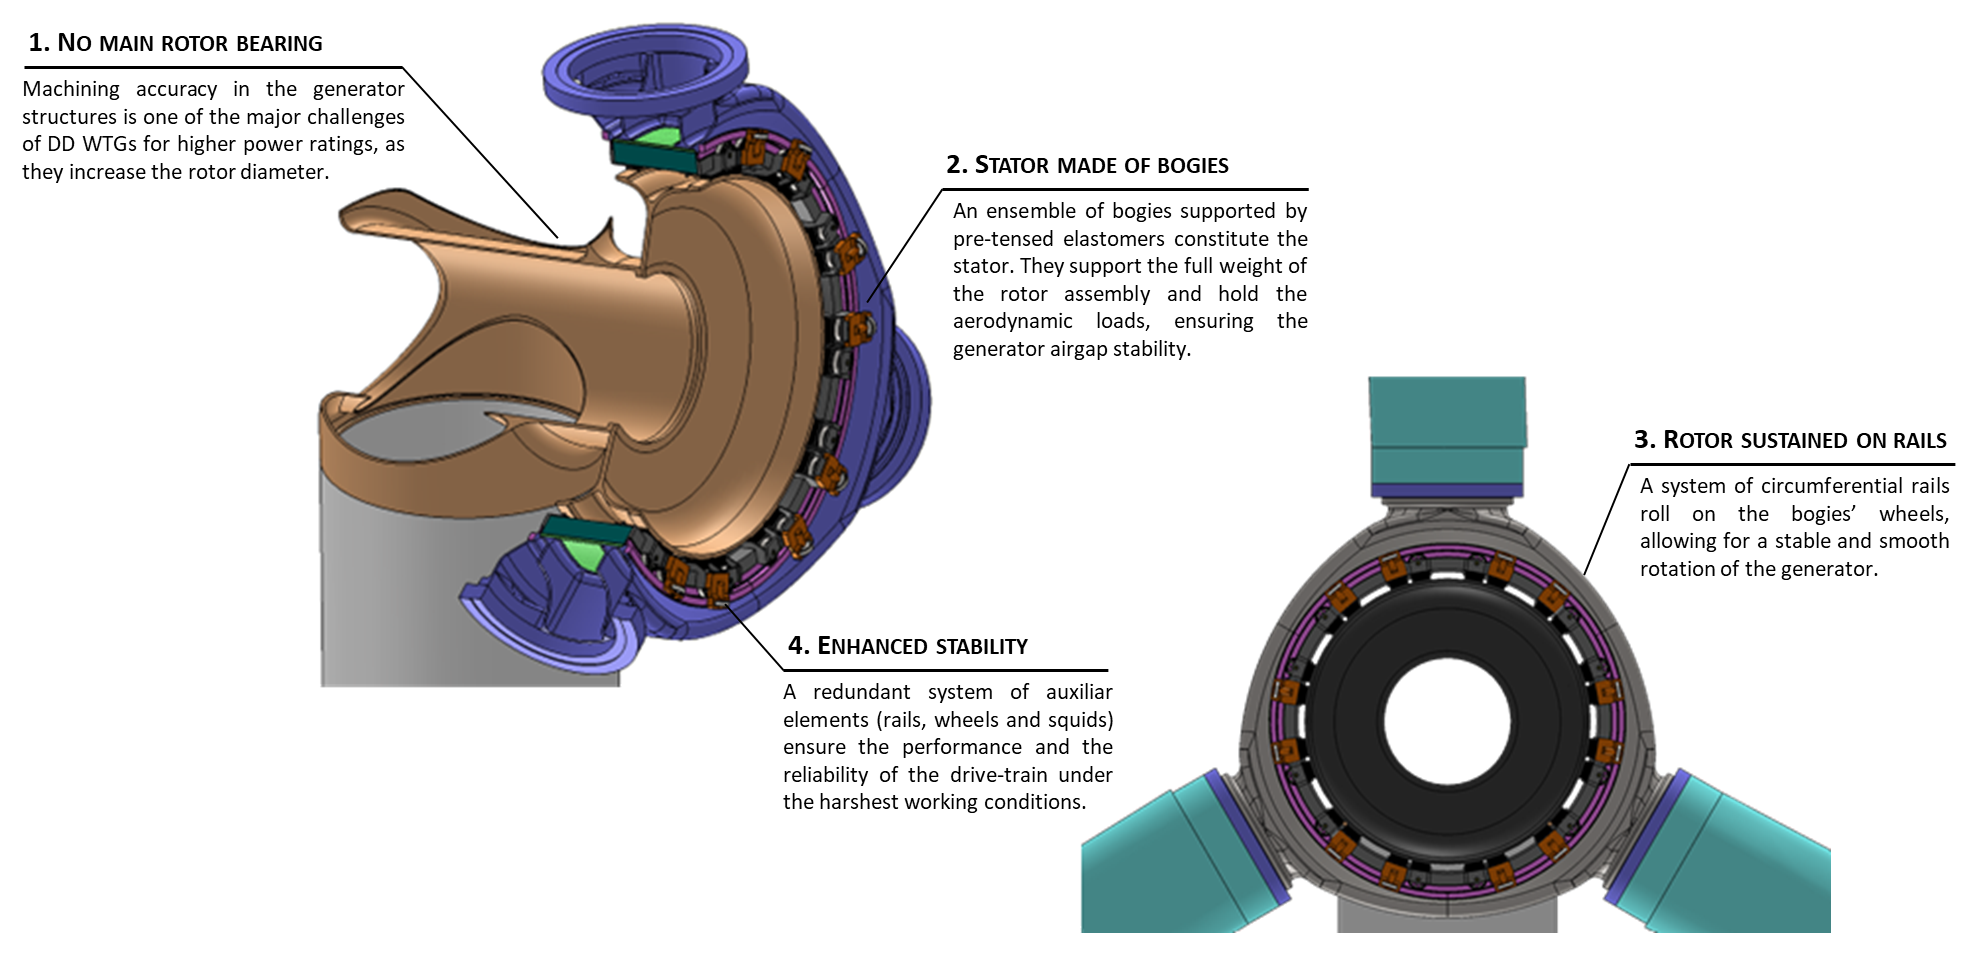 1. No main rotor bearing
Machining accuracy in the generator
structures is one of the major challenges
of DD WTGs for higher power ratings, as
they increase the rotor diameter.
2. Stator made of bogies
An ensemble of bogies supported by
pre-tensed elastomers constitute the
stator. They support the full weight of
the rotor assembly and hold the
aerodynamic loads, ensuring the
generator airgap stability.
3. Rotor sustained on rails
A system of circumferential rails
roll on the bogies’ wheels,
allowing for a stable and smooth
rotation of the generator.
4. Enhanced stability
A redundant system of auxiliar
elements (rails, wheels and squids)
ensure the performance and the
reliability of the drive-train under
the harshest working conditions.